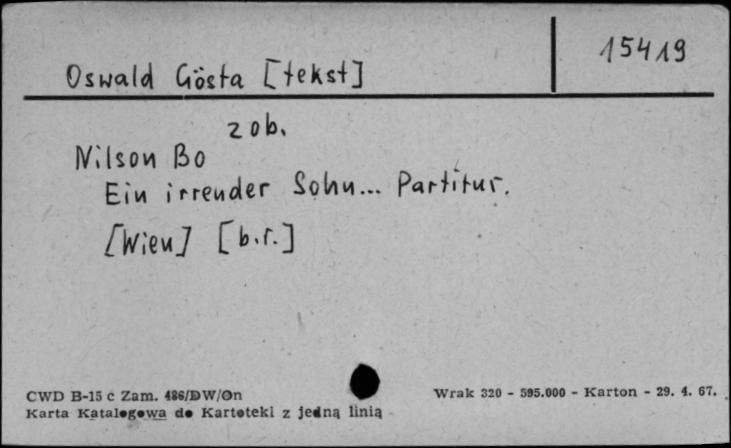 15419
Oswald Gösta [tekst]
zob.
Nilson Bo
Ein irrender Sohn... Partitur.
[Wien] [b.r.]
CWD B-15 c Zam. 486/DW/On
Wrak 320 - 595.000 - Karton - 29. 4. 67.
Karta Katalogowa do Kartoteki z jedną linią